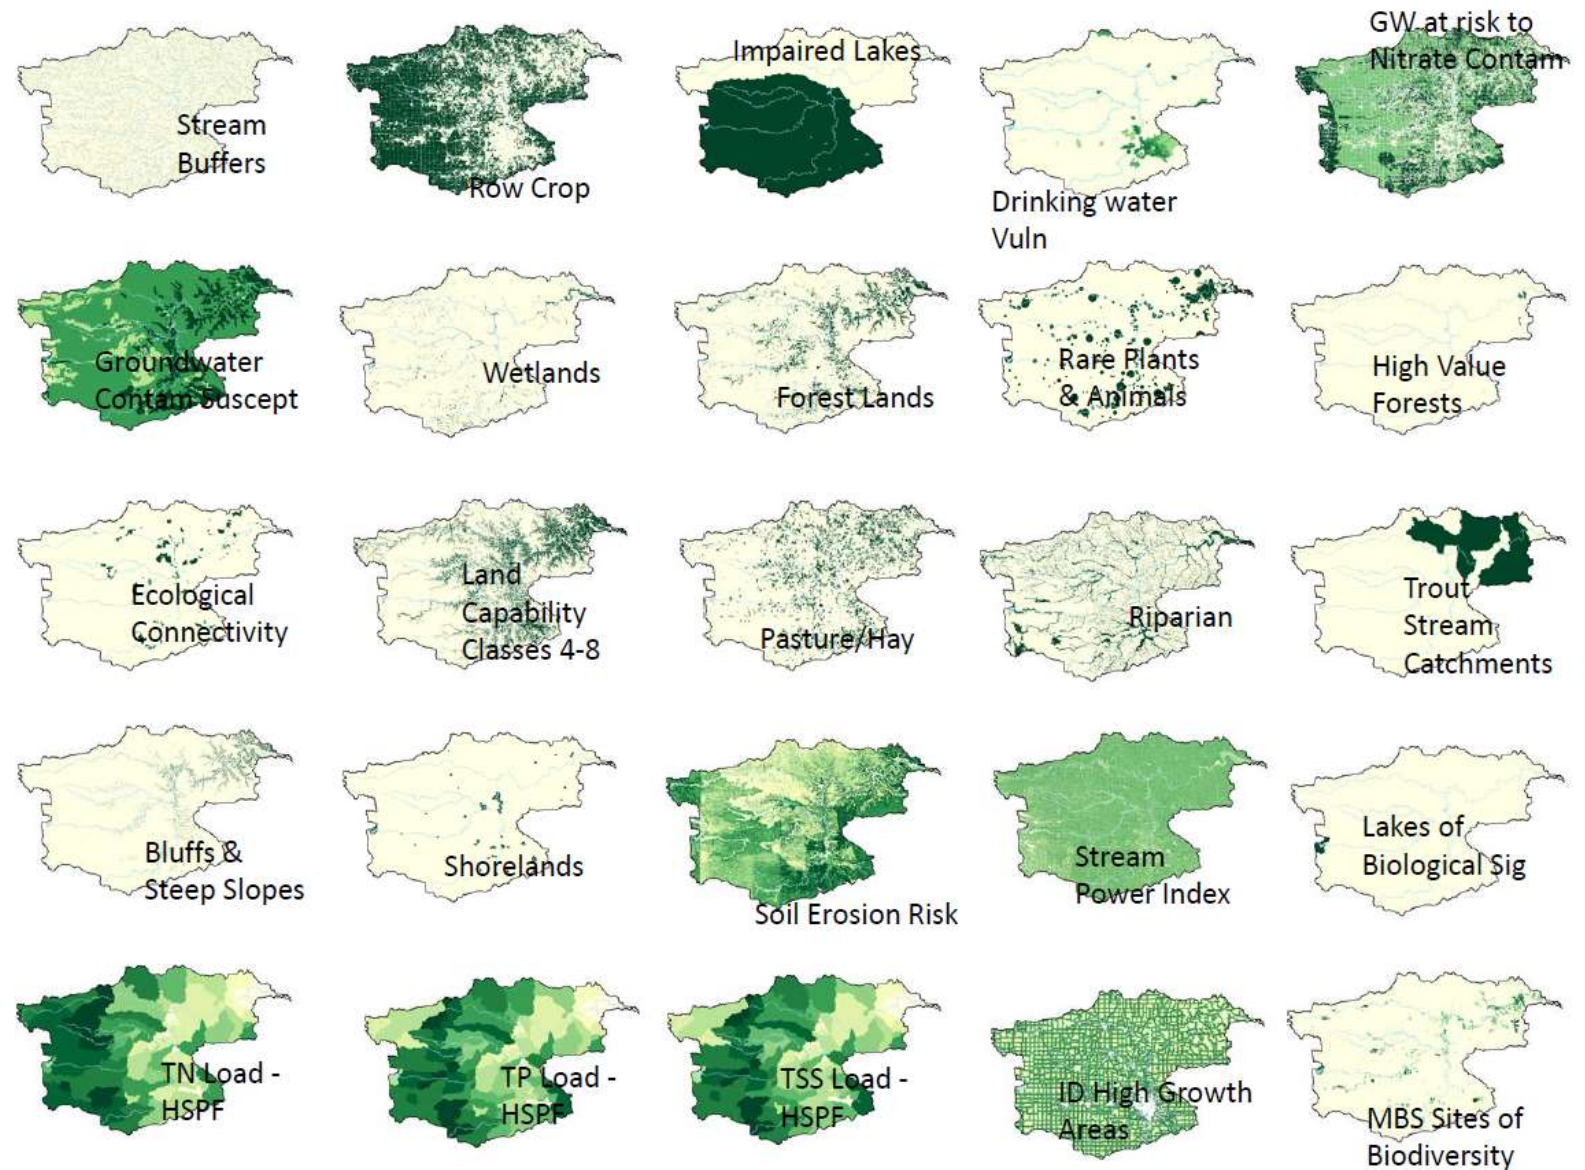 Stream
Buffers
Row Crop
Impaired Lakes
Drinking water
Vuln
GW at risk to
Nitrate Contam
Groundwater
Contam Suscept
Wetlands
Forest Lands
Rare Plants
& Animals
High Value
Forests
Ecological
Connectivity
Land
Capability
Classes 4-8
Pasture/Hay
Riparian
Trout
Stream
Catchments
Bluffs &
Steep Slopes
Shorelands
Soil Erosion Risk
Stream
Power Index
Lakes of
Biological Sig
TN Load -
HSPF
TP Load -
HSPF
TSS Load -
HSPF
ID High Growth
Areas
MBS Sites of
Biodiversity